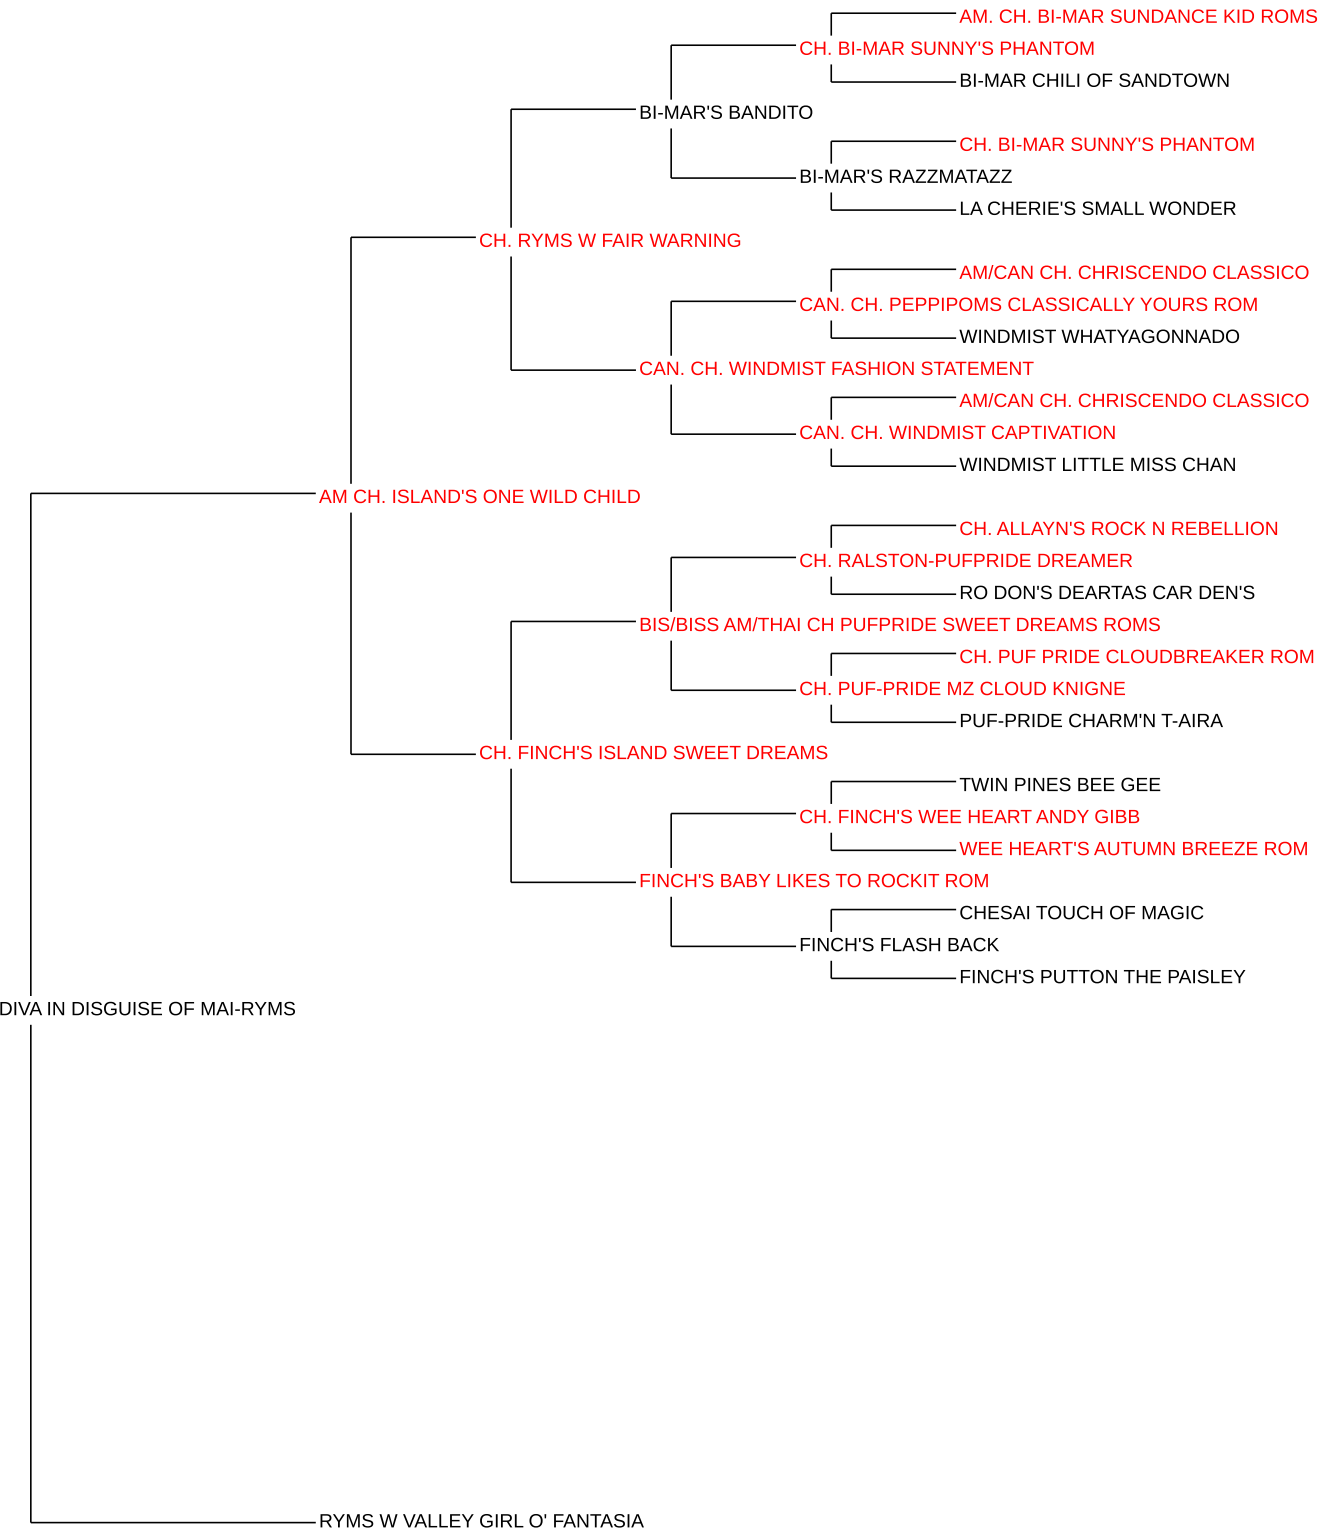 AM. CH. BI-MAR SUNDANCE KID ROMS
CH. BI-MAR SUNNY'S PHANTOM
BI-MAR CHILI OF SANDTOWN
BI-MAR'S BANDITO
CH. BI-MAR SUNNY'S PHANTOM
BI-MAR'S RAZZMATAZZ
LA CHERIE'S SMALL WONDER
CH. RYMS W FAIR WARNING
AM/CAN CH. CHRISCENDO CLASSICO
CAN. CH. PEPPIPOMS CLASSICALLY YOURS ROM
WINDMIST WHATYAGONNADO
CAN. CH. WINDMIST FASHION STATEMENT
AM/CAN CH. CHRISCENDO CLASSICO
CAN. CH. WINDMIST CAPTIVATION
WINDMIST LITTLE MISS CHAN
AM CH. ISLAND'S ONE WILD CHILD
CH. ALLAYN'S ROCK N REBELLION
CH. RALSTON-PUFPRIDE DREAMER
RO DON'S DEARTAS CAR DEN'S
BIS/BISS AM/THAI CH PUFPRIDE SWEET DREAMS ROMS
CH. PUF PRIDE CLOUDBREAKER ROM
CH. PUF-PRIDE MZ CLOUD KNIGNE
PUF-PRIDE CHARM'N T-AIRA
CH. FINCH'S ISLAND SWEET DREAMS
TWIN PINES BEE GEE
CH. FINCH'S WEE HEART ANDY GIBB
WEE HEART'S AUTUMN BREEZE ROM
FINCH'S BABY LIKES TO ROCKIT ROM
CHESAI TOUCH OF MAGIC
FINCH'S FLASH BACK
FINCH'S PUTTON THE PAISLEY
DIVA IN DISGUISE OF MAI-RYMS
RYMS W VALLEY GIRL O' FANTASIA